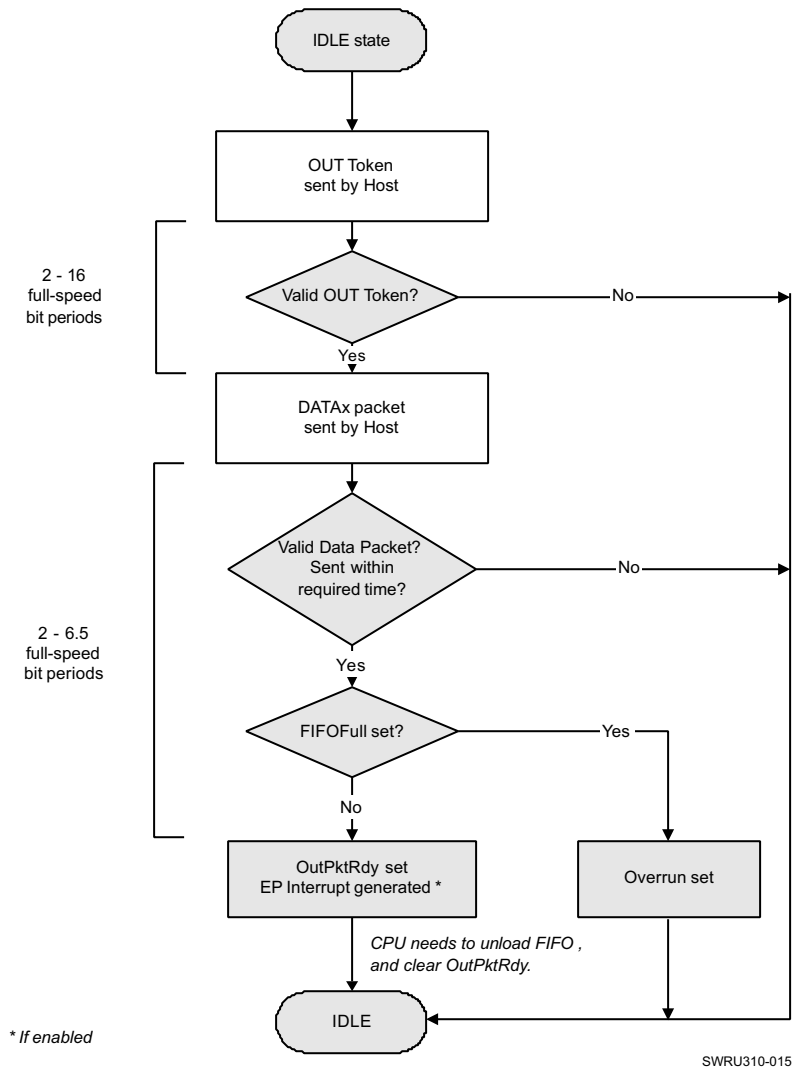 IDLE state
OUT Token
sent by Host
2 - 16
full-speed
bit periods
Valid OUT Token?
No
Yes
DATAx packet
sent by Host
Valid Data Packet?
Sent within
required time?
No
2 - 6.5
full-speed
bit periods
Yes
FIFOFull set?
Yes
No
OutPktRdy set
EP Interrupt generated *
Overrun set
CPU needs to unload FIFO ,
and clear OutPktRdy.
IDLE
* If enabled
SWRU310-015